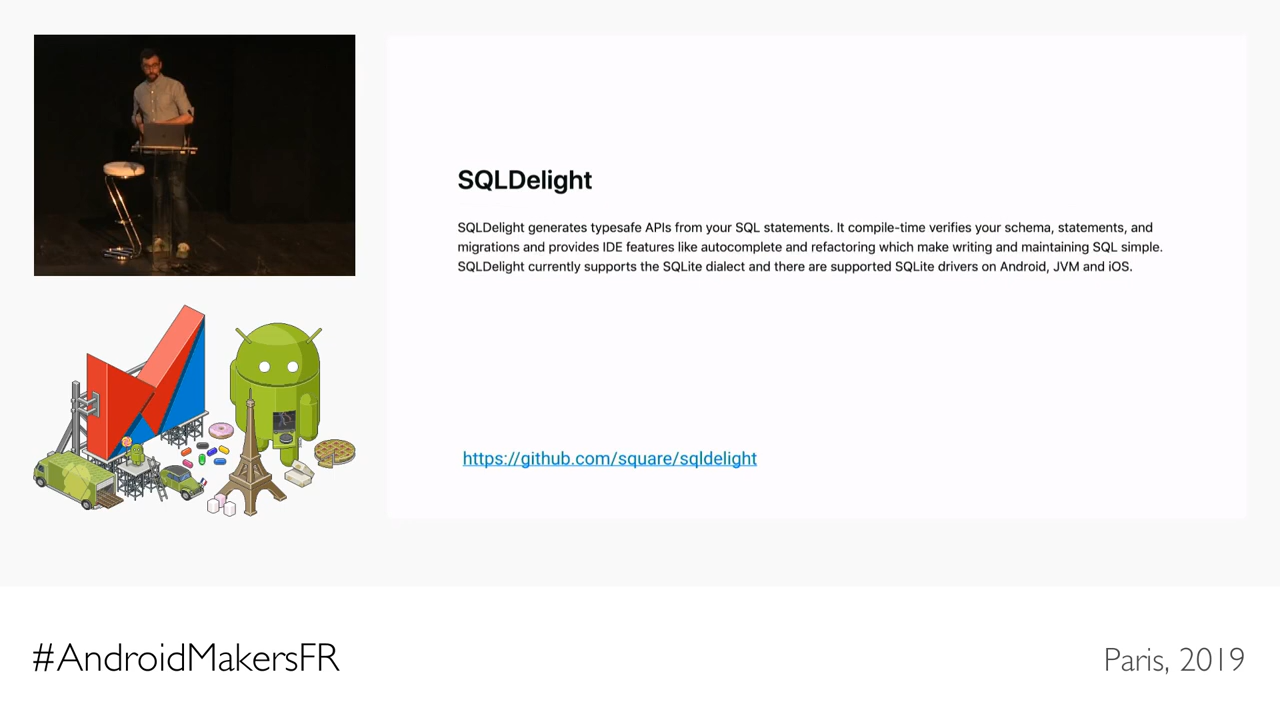 SQLDelight
SQLDelight generates typesafe APIs from your SQL statements. It compile-time verifies your schema, statements, and
migrations and provides IDE features like autocomplete and refactoring which make writing and maintaining SQL simple.
SQLDelight currently supports the SQLite dialect and there are supported SQLite drivers on Android, JVM and iOS.
https://github.com/square/sqldelight
#AndroidMakersFR
Paris, 2019